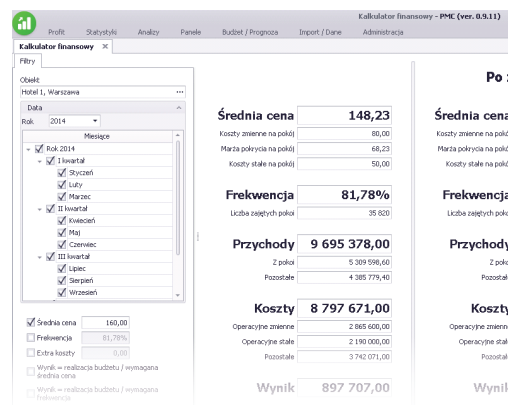 Kalkulator finansowy - PMC (ver. 0.9.11)
Profit Statystyki Analizy Panele Budżet / Prognoza Import / Dane Administracja
Kalkulator finansowy ×
Filtry
Obiekt
Hotel 1, Warszawa ...
Data
Rok 2014
Miesiące
Rok 2014
I kwartał
Styczeń
Luty
Marzec
II kwartał
Kwiecień
Maj
Czerwiec
III kwartał
Lipiec
Sierpień
Wrzesień
Średnia cena 160,00
Frekwencja 81,78%
Extra koszty 0,00
Wynik = realizacja budżetu / wymagana
średnia cena
Wynik = realizacja budżetu / wymagana
frekwencja
Średnia cena 148,23
Koszty zmienne na pokój 80,00
Marża pokrycia na pokój 68,23
Koszty stałe na pokój 50,00
Frekwencja 81,78%
Liczba zajętych pokoi 35 820
Przychody 9 695 378,00
Z pokoi 5 309 598,60
Pozostałe 4 385 779,40
Koszty 8 797 671,00
Operacyjne zmienne 2 865 600,00
Operacyjne stałe 2 190 000,00
Pozostałe 3 742 071,00
Wynik 897 707,00
Po
Średnia cena
Koszty zmienne na pokó
Marża pokrycia na pokó
Koszty stałe na pokó
Frekwencja
Liczba zajętych poko
Przychody
Z poko
Pozostałe
Koszty
Operacyjne zmienne
Operacyjne stałe
Pozostałe
Wynik